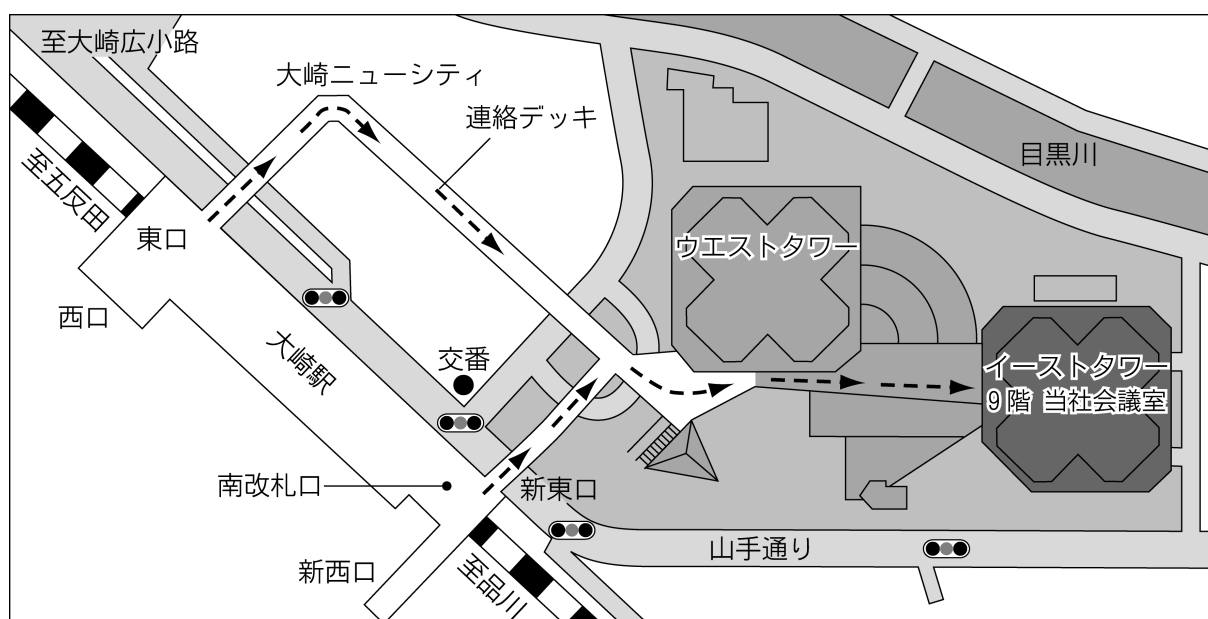 至大崎広小路
大崎ニューシティ
連絡デッキ
目黒川
至五反田
東口
ウエストタワー
西口
大崎駅
交番
イーストタワー
9階 当社会議室
南改札口
新東口
山手通り
新西口
至品川